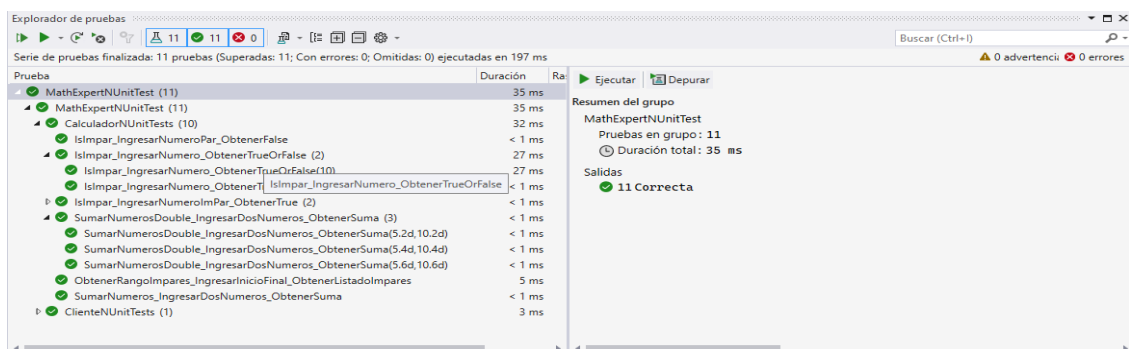 Explorador de pruebas
11 11 0
Buscar (Ctrl+I)
Serie de pruebas finalizada: 11 pruebas (Superadas: 11; Con errores: 0; Omitidas: 0) ejecutadas en 197 ms
0 advertencia 0 errores
Prueba Duración Ras
MathExpertNUnitTest (11) 35 ms
MathExpertNUnitTest (11) 35 ms
CalculadorNUnitTests (10) 32 ms
IsImpar_IngresarNumeroPar_ObtenerFalse < 1 ms
IsImpar_IngresarNumero_ObtenerTrueOrFalse (2) 27 ms
IsImpar_IngresarNumero_ObtenerTrueOrFalse(10) 27 ms
IsImpar_IngresarNumero_ObtenerT < 1 ms
IsImpar_IngresarNumero_ObtenerTrueOrFalse
IsImpar_IngresarNumeroImPar_ObtenerTrue (2) < 1 ms
SumarNumerosDouble_IngresarDosNumeros_ObtenerSuma (3) < 1 ms
SumarNumerosDouble_IngresarDosNumeros_ObtenerSuma(5.2d,10.2d) < 1 ms
SumarNumerosDouble_IngresarDosNumeros_ObtenerSuma(5.4d,10.4d) < 1 ms
SumarNumerosDouble_IngresarDosNumeros_ObtenerSuma(5.6d,10.6d) < 1 ms
ObtenerRangoImpares_IngresarInicioFinal_ObtenerListadoImpares 5 ms
SumarNumeros_IngresarDosNumeros_ObtenerSuma < 1 ms
ClienteNUnitTests (1) 3 ms
Ejecutar Depurar
Resumen del grupo
MathExpertNUnitTest
Pruebas en grupo: 11
Duración total: 35 ms
Salidas
11 Correcta